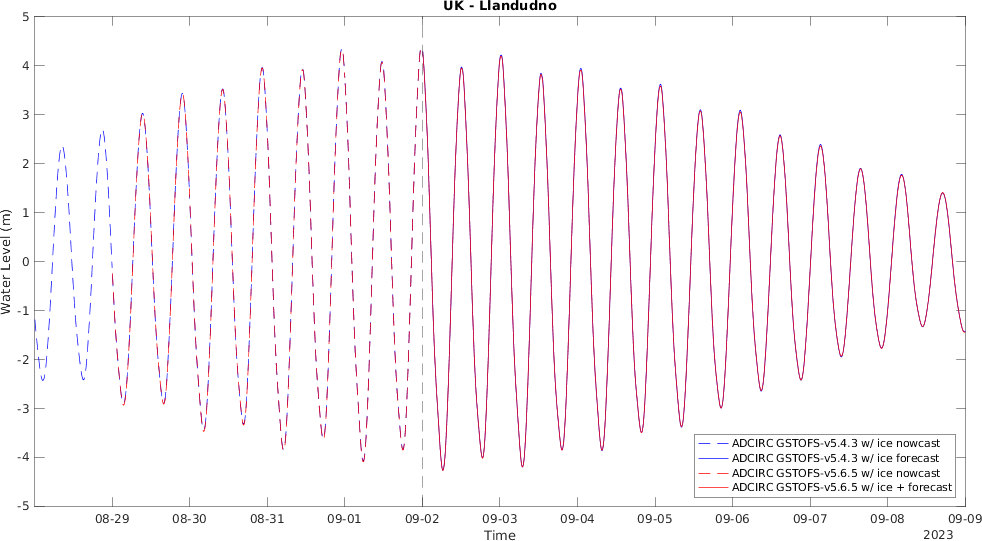 UK - Llandudno
5
4
3
2
1
0
-1
-2
-3
-4
-5
Water Level (m)
ADCIRC GSTOFS-v5.4.3 w/ ice nowcast
ADCIRC GSTOFS-v5.4.3 w/ ice forecast
ADCIRC GSTOFS-v5.6.5 w/ ice nowcast
ADCIRC GSTOFS-v5.6.5 w/ ice + forecast
08-29 08-30 08-31 09-01 09-02 09-03 09-04 09-05 09-06 09-07 09-08 09-09
Time
2023